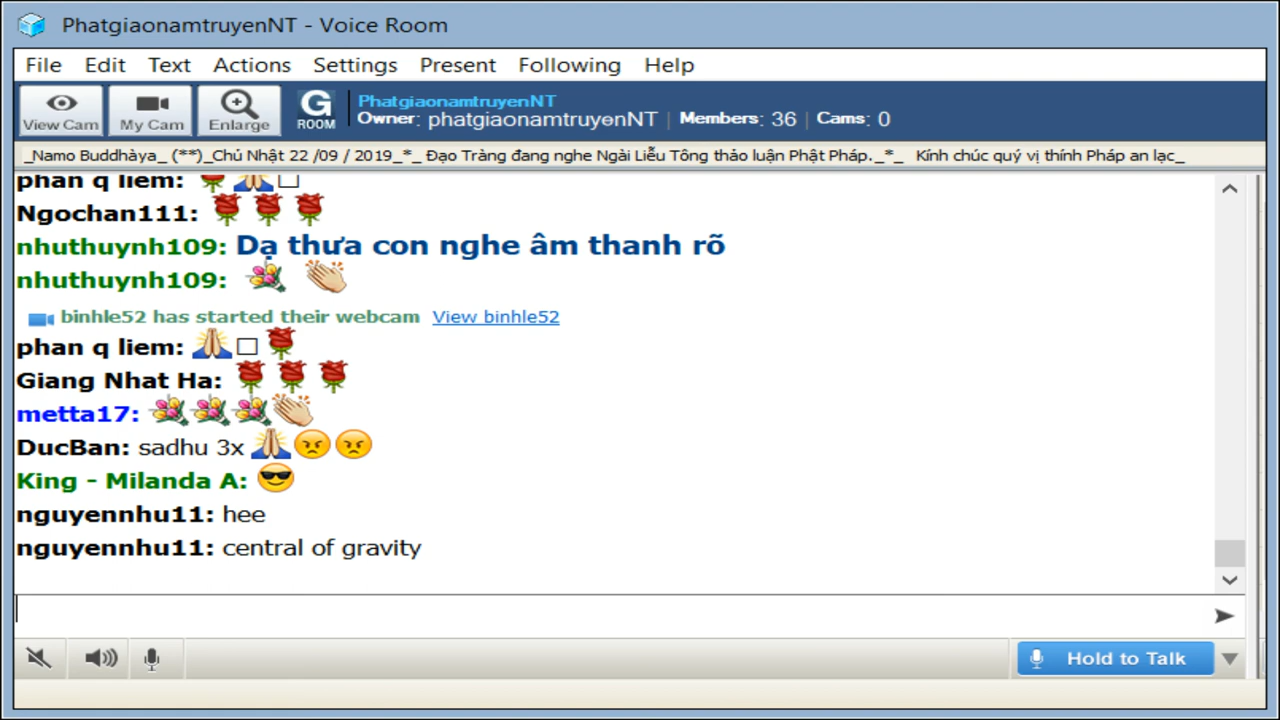 PhatgiaonamtruyenNT - Voice Room
File Edit Text Actions Settings Present Following Help
View Cam My Cam Enlarge G ROOM
PhatgiaonamtruyenNT
Owner: phatgiaonamtruyenNT | Members: 36 | Cams: 0
_Namo Buddhàya_ (**)_Chủ Nhật 22 /09 / 2019_*_ Đạo Tràng đang nghe Ngài Liễu Tông thảo luận Phật Pháp._*_ Kính chúc quý vị thính Pháp an lạc_
phan q liem: 🌹🙏□
Ngochan111: 🌹🌹🌹
nhuthuynh109: Dạ thưa con nghe âm thanh rõ
nhuthuynh109: 💐 👏
binhle52 has started their webcam View binhle52
phan q liem: 🙏□🌹
Giang Nhat Ha: 🌹🌹🌹
metta17: 💐💐💐👏
DucBan: sadhu 3x 🙏😠😠
King - Milanda A: 😎
nguyennhu11: hee
nguyennhu11: central of gravity
Hold to Talk